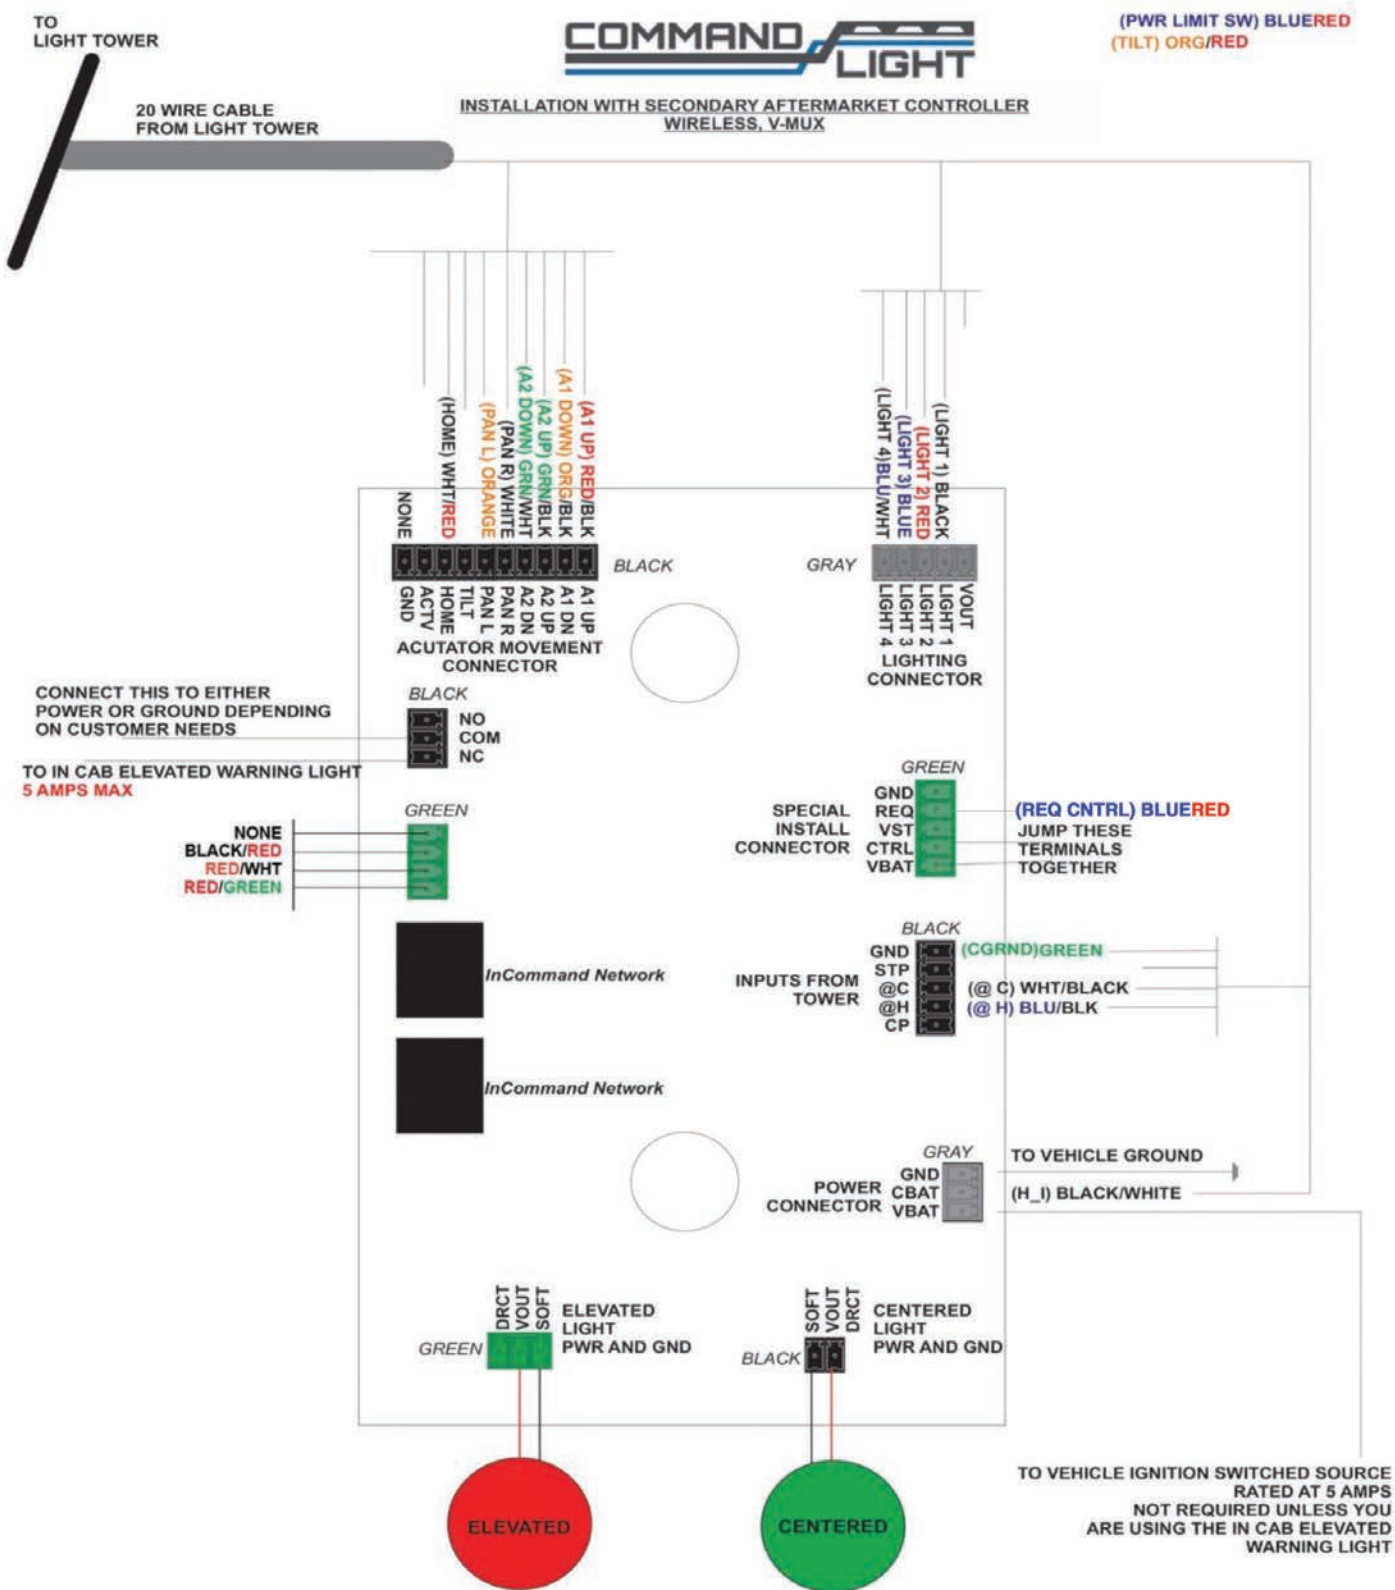 TO
LIGHT TOWER
20 WIRE CABLE
FROM LIGHT TOWER
COMMAND
LIGHT
INSTALLATION WITH SECONDARY AFTERMARKET CONTROLLER
WIRELESS, V-MUX
(PWR LIMIT SW) BLUERED
(TILT) ORG/RED
NONE
(HOME) WHT/RED
(PAN L) ORANGE
(PAN R) WHITE
(A2 DOWN) GRN/WHT
(A2 UP) GRN/BLK
(A1 DOWN) ORG/BLK
(A1 UP) RED/BLK
BLACK
GND
ACTV
HOME
TILT
PAN L
PAN R
A2 DN
A2 UP
A1 DN
A1 UP
ACUTATOR MOVEMENT
CONNECTOR
(LIGHT 4)BLU/WHT
(LIGHT 3) BLUE
(LIGHT 2) RED
(LIGHT 1) BLACK
GRAY
LIGHT 4
LIGHT 3
LIGHT 2
LIGHT 1
VOUT
LIGHTING
CONNECTOR
CONNECT THIS TO EITHER
POWER OR GROUND DEPENDING
ON CUSTOMER NEEDS
BLACK
NO
COM
NC
TO IN CAB ELEVATED WARNING LIGHT
5 AMPS MAX
GREEN
NONE
BLACK/RED
RED/WHT
RED/GREEN
GREEN
SPECIAL
INSTALL
CONNECTOR
GND
REQ
VST
CTRL
VBAT
(REQ CNTRL) BLUERED
JUMP THESE
TERMINALS
TOGETHER
InCommand Network
InCommand Network
BLACK
INPUTS FROM
TOWER
GND
STP
@C
@H
CP
(CGRND)GREEN
(@ C) WHT/BLACK
(@ H) BLU/BLK
GRAY
POWER
CONNECTOR
GND
CBAT
VBAT
TO VEHICLE GROUND
(H_I) BLACK/WHITE
DRCT
VOUT
SOFT
GREEN
ELEVATED
LIGHT
PWR AND GND
SOFT
VOUT
DRCT
BLACK
CENTERED
LIGHT
PWR AND GND
ELEVATED
CENTERED
TO VEHICLE IGNITION SWITCHED SOURCE
RATED AT 5 AMPS
NOT REQUIRED UNLESS YOU
ARE USING THE IN CAB ELEVATED
WARNING LIGHT